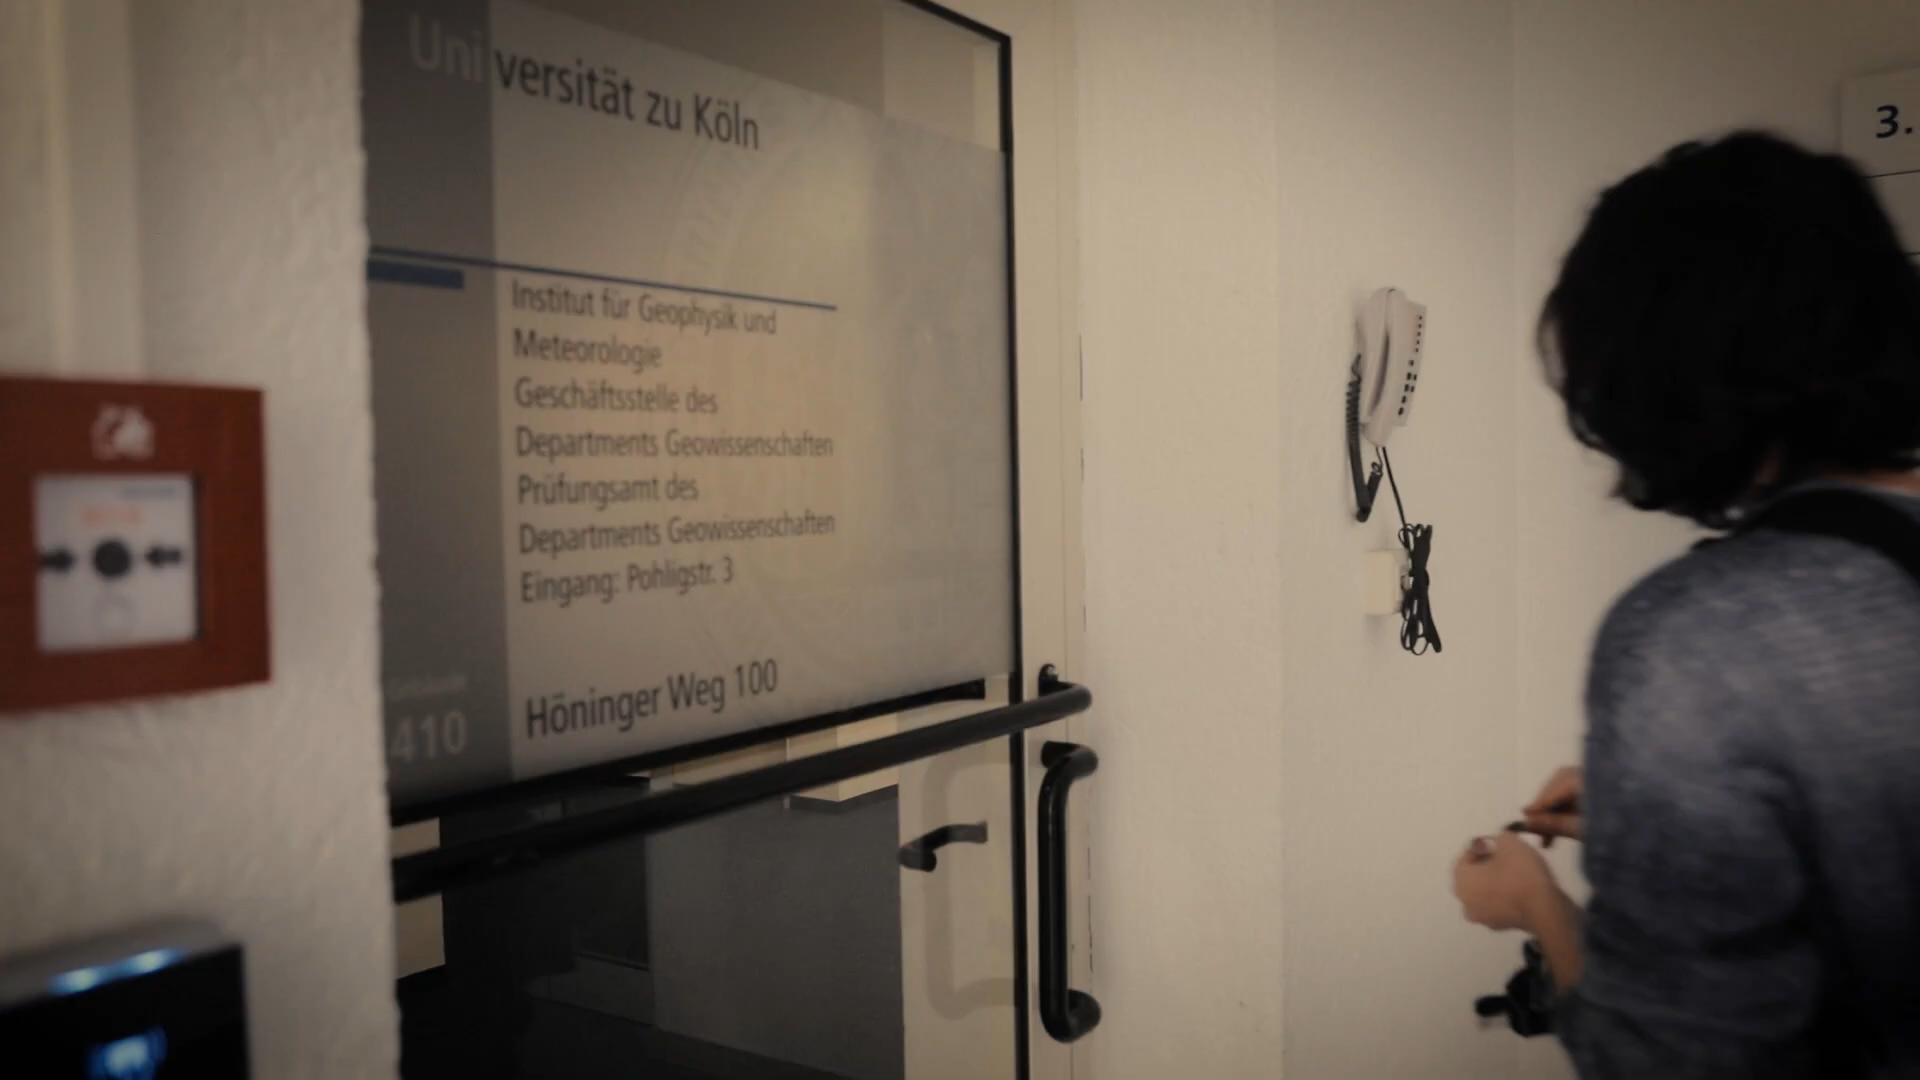 Universität zu Köln
Institut für Geophysik und
Meteorologie
Geschäftsstelle des
Departments Geowissenschaften
Prüfungsamt des
Departments Geowissenschaften
Eingang: Pohligstr. 3
Höninger Weg 100
410
3.